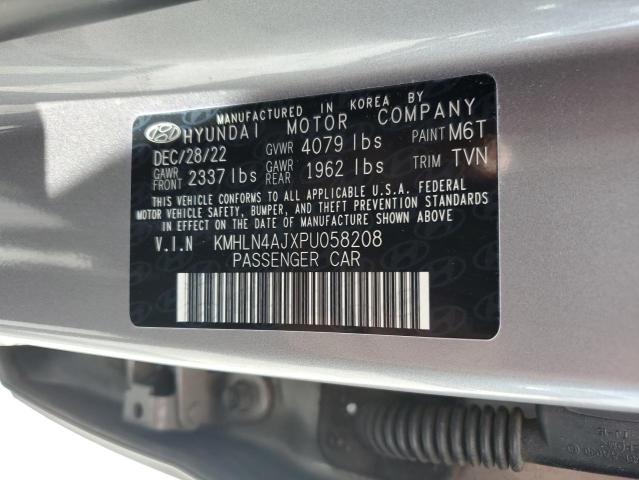 MANUFACTURED IN KOREA BY
HYUNDAI MOTOR COMPANY
DEC/28/22 GVWR 4079 lbs PAINT M6T
GAWR FRONT 2337 lbs GAWR REAR 1962 lbs TRIM TVN
THIS VEHICLE CONFORMS TO ALL APPLICABLE U.S.A. FEDERAL
MOTOR VEHICLE SAFETY, BUMPER, AND THEFT PREVENTION STANDARDS
IN EFFECT ON THE DATE OF MANUFACTURE SHOWN ABOVE.
V.I.N KMHLN4AJXPU058208
PASSENGER CAR